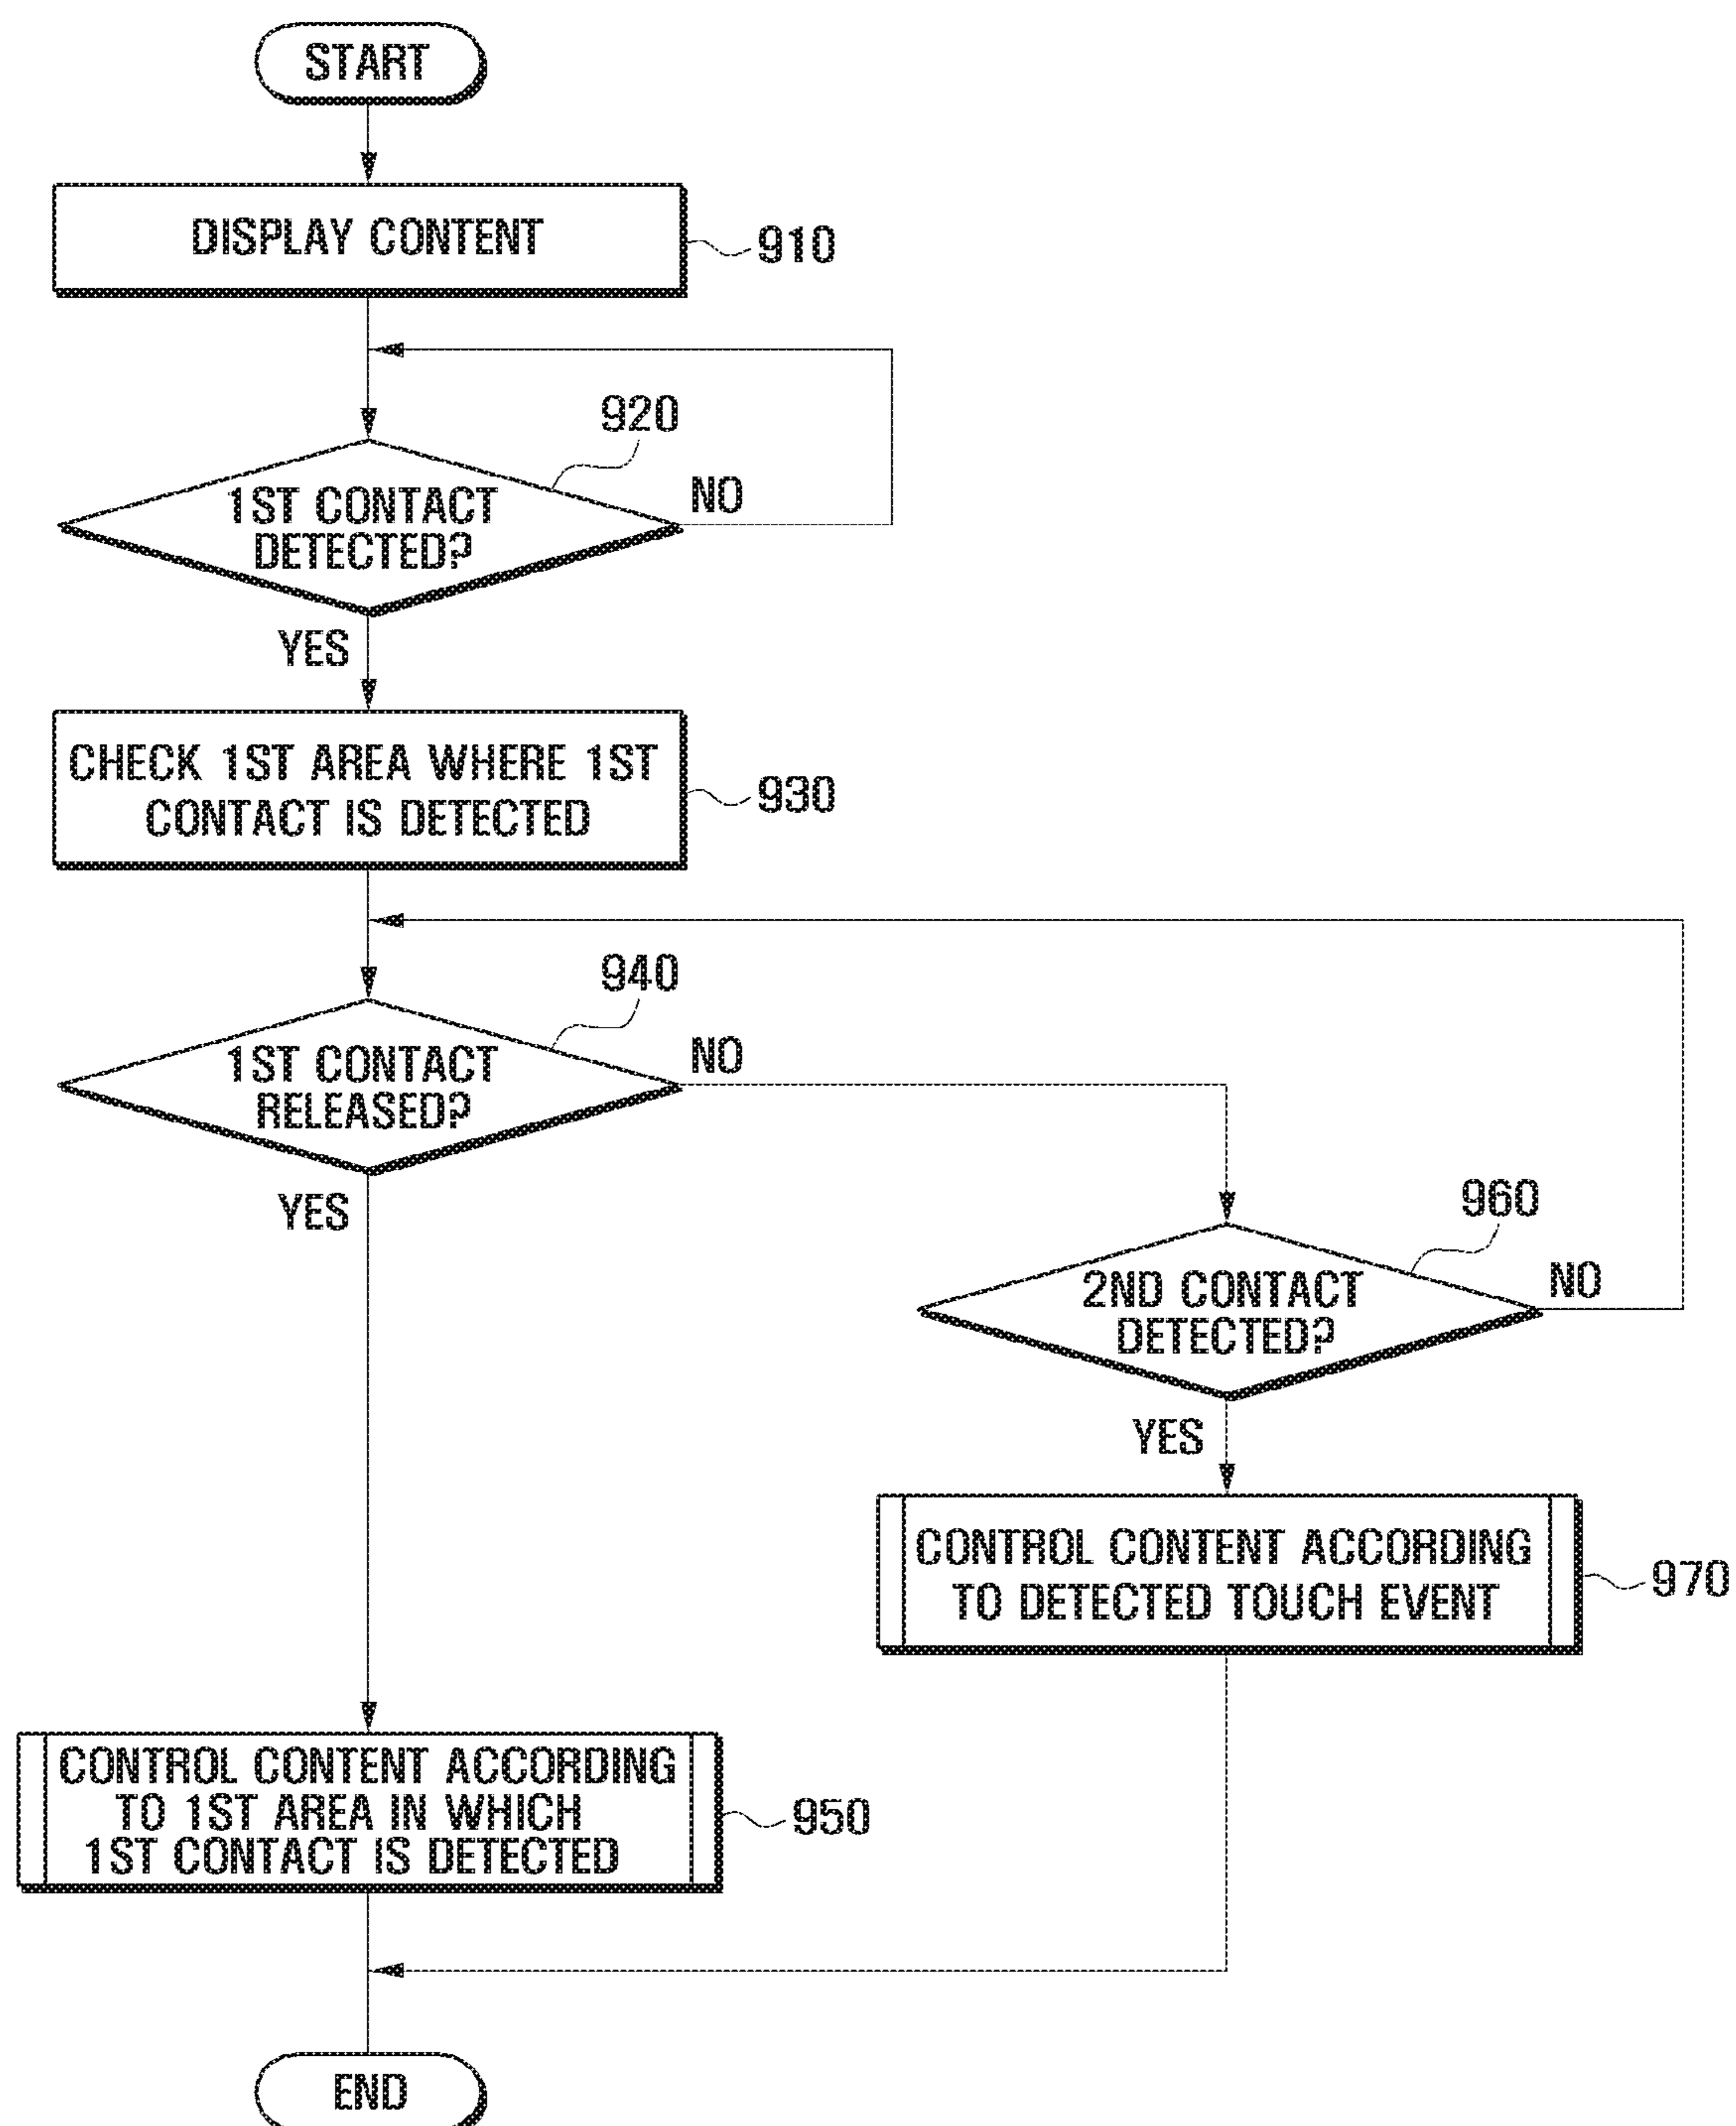 START
DISPLAY CONTENT
910
920
1ST CONTACT
DETECTED?
NO
YES
CHECK 1ST AREA WHERE 1ST
CONTACT IS DETECTED
930
940
1ST CONTACT
RELEASED?
NO
YES
960
2ND CONTACT
DETECTED?
NO
YES
CONTROL CONTENT ACCORDING
TO DETECTED TOUCH EVENT
970
CONTROL CONTENT ACCORDING
TO 1ST AREA IN WHICH
1ST CONTACT IS DETECTED
950
END